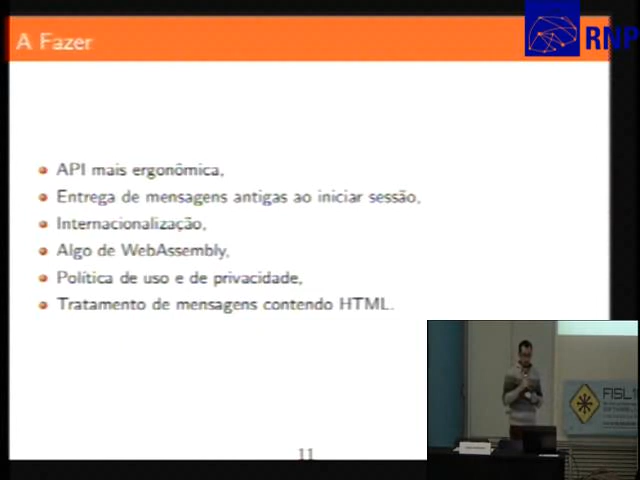 A Fazer
RNP
API mais ergonômica,
Entrega de mensagens antigas ao iniciar sessão,
Internacionalização,
Algo de WebAssembly,
Política de uso e de privacidade,
Tratamento de mensagens contendo HTML.
11